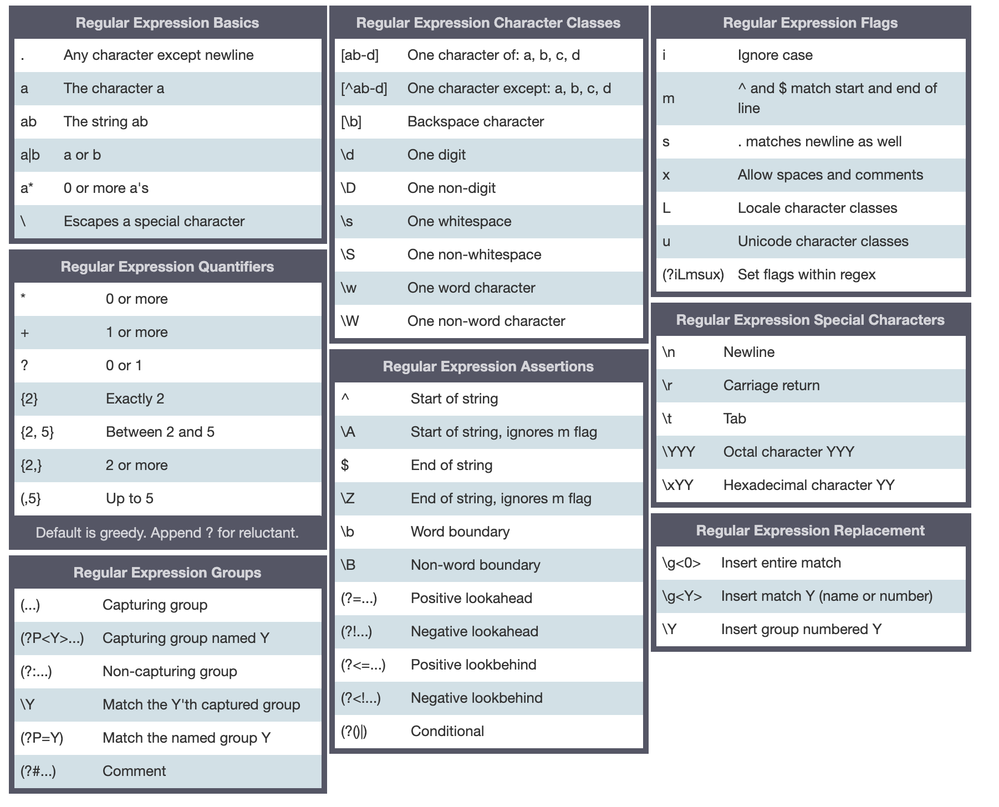 Regular Expression Basics
. Any character except newline
a The character a
ab The string ab
a|b a or b
a* 0 or more a's
\ Escapes a special character
Regular Expression Quantifiers
* 0 or more
+ 1 or more
? 0 or 1
{2} Exactly 2
{2, 5} Between 2 and 5
{2,} 2 or more
(,5} Up to 5
Default is greedy. Append ? for reluctant.
Regular Expression Groups
(...) Capturing group
(?P<Y>...) Capturing group named Y
(?:...) Non-capturing group
\Y Match the Y'th captured group
(?P=Y) Match the named group Y
(?#...) Comment
Regular Expression Character Classes
[ab-d] One character of: a, b, c, d
[^ab-d] One character except: a, b, c, d
[\b] Backspace character
\d One digit
\D One non-digit
\s One whitespace
\S One non-whitespace
\w One word character
\W One non-word character
Regular Expression Assertions
^ Start of string
\A Start of string, ignores m flag
$ End of string
\Z End of string, ignores m flag
\b Word boundary
\B Non-word boundary
(?=...) Positive lookahead
(?!...) Negative lookahead
(?<=...) Positive lookbehind
(?<!...) Negative lookbehind
(?()|) Conditional
Regular Expression Flags
i Ignore case
m ^ and $ match start and end of
line
s . matches newline as well
x Allow spaces and comments
L Locale character classes
u Unicode character classes
(?iLmsux) Set flags within regex
Regular Expression Special Characters
\n Newline
\r Carriage return
\t Tab
\YYY Octal character YYY
\xYY Hexadecimal character YY
Regular Expression Replacement
\g<0> Insert entire match
\g<Y> Insert match Y (name or number)
\Y Insert group numbered Y